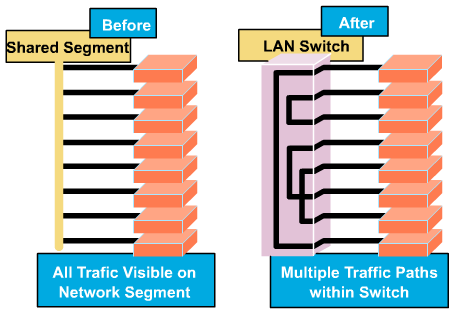 Before
Shared Segment
All Trafic Visible on
Network Segment
After
LAN Switch
Multiple Traffic Paths
within Switch